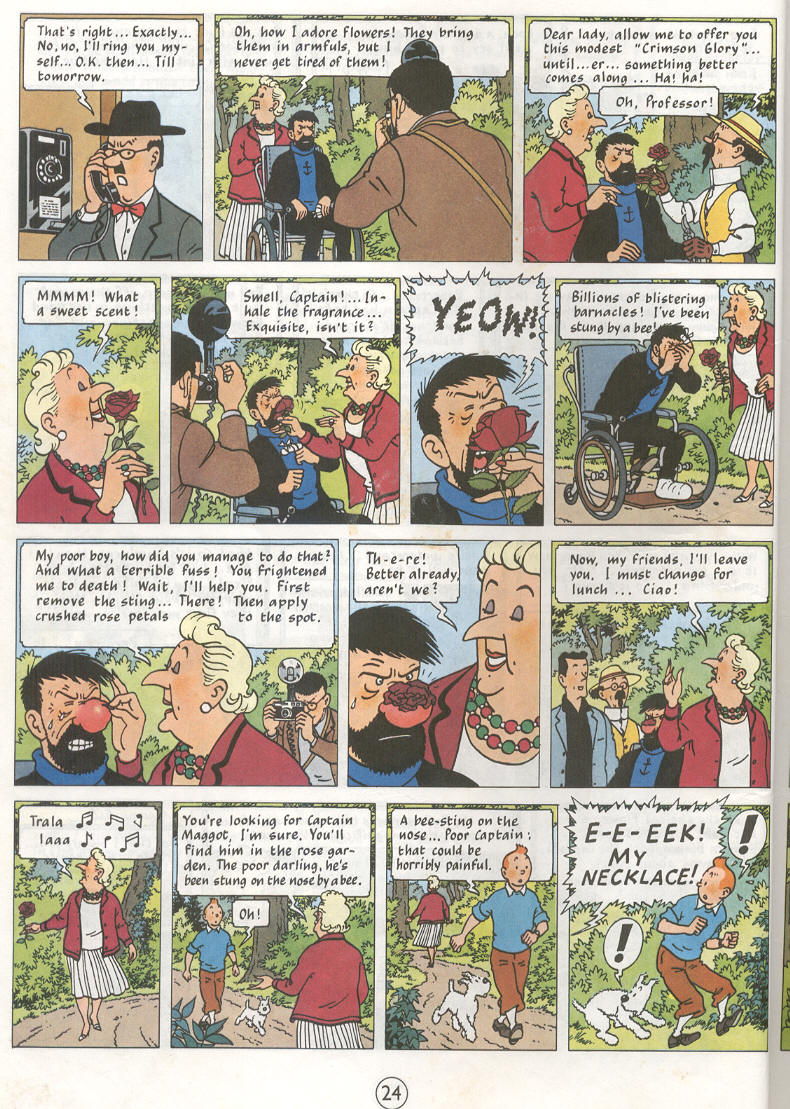 That's right... Exactly...
No, no, I'll ring you my-
self... O.K. then... Till
tomorrow.
Oh, how I adore flowers! They bring
them in armfuls, but I
never get tired of them!
Dear lady, allow me to offer you
this modest "Crimson Glory"...
until...er... something better
comes along... Ha! ha!
Oh, Professor!
MMMM! What
a sweet scent!
Smell, Captain!... In-
hale the fragrance...
Exquisite, isn't it?
YEOW!
Billions of blistering
barnacles! I've been
stung by a bee!
My poor boy, how did you manage to do that?
And what a terrible fuss! You frightened
me to death! Wait, I'll help you. First
remove the sting... There! Then apply
crushed rose petals to the spot.
Th-e-re!
Better already,
aren't we?
Now, my friends, I'll leave
you. I must change for
lunch ... Ciao!
Trala
laaa
You're looking for Captain
Maggot, I'm sure. You'll
find him in the rose gar-
den. The poor darling, he's
been stung on the nose by a bee.
Oh!
A bee-sting on the
nose... Poor Captain:
that could be
horribly painful.
E-E-EEK!
MY
NECKLACE!
!
!
24